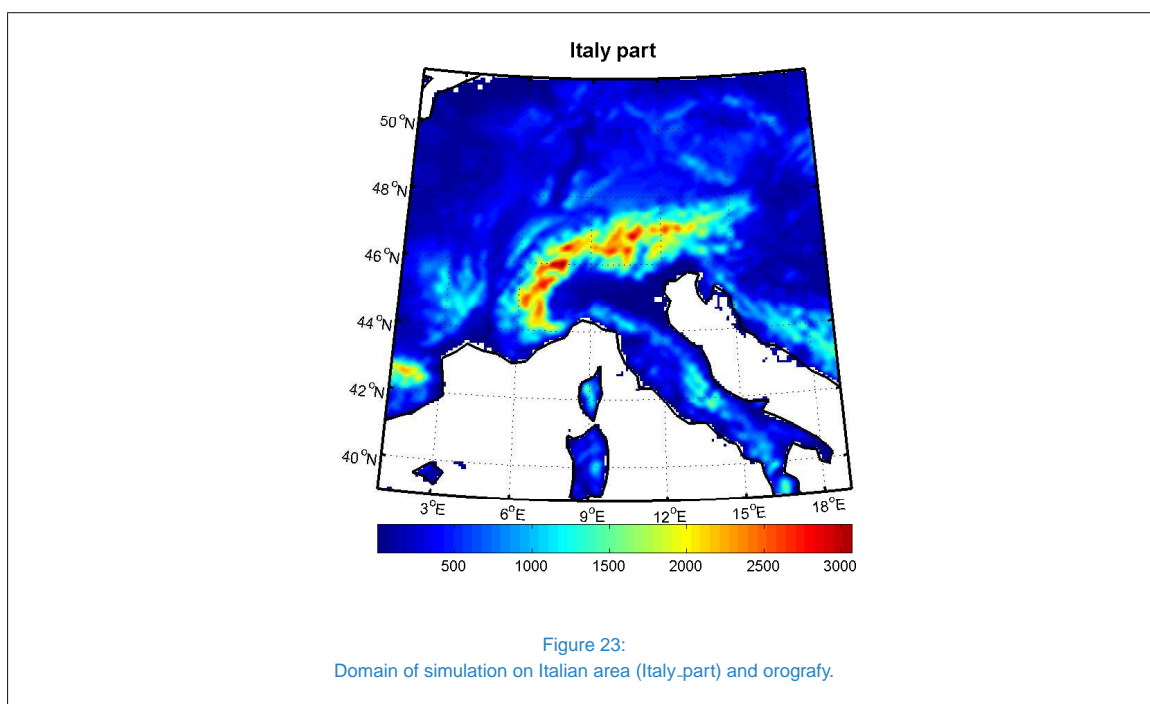 Italy part
50°N
48°N
46°N
44°N
42°N
40°N
3°E 6°E 9°E 12°E 15°E 18°E
500 1000 1500 2000 2500 3000
Figure 23:
Domain of simulation on Italian area (Italy_part) and orografy.